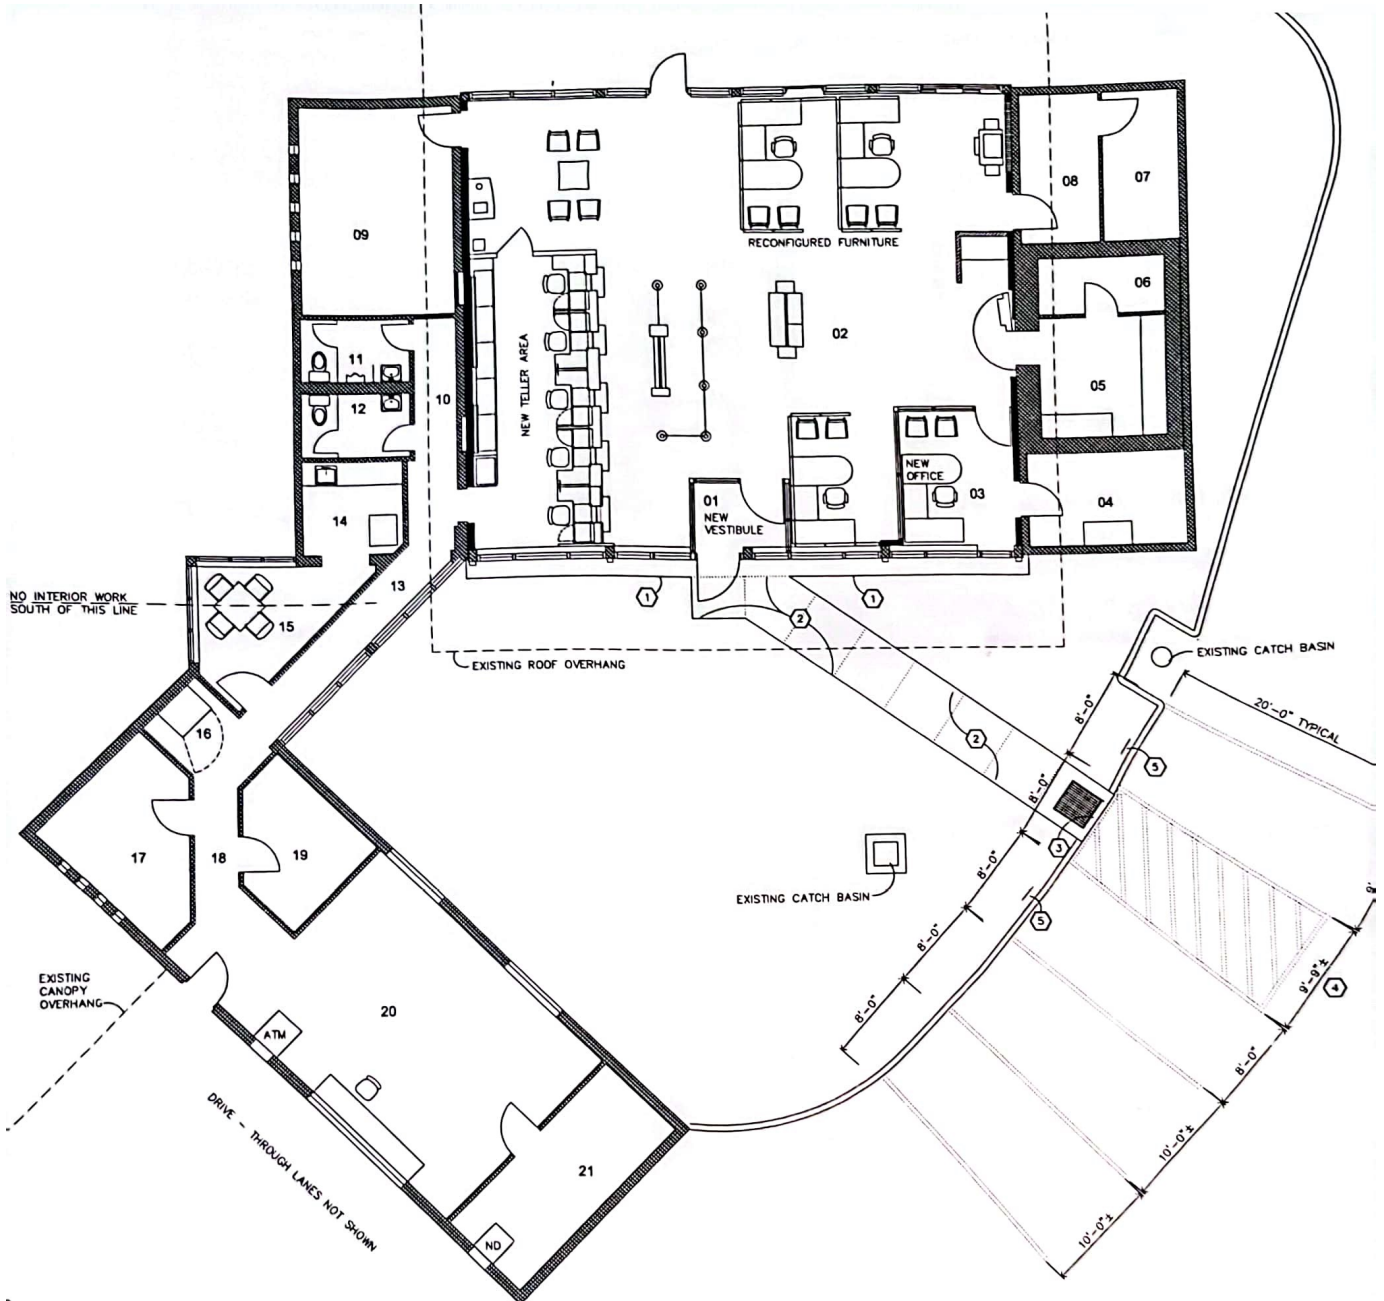 08
07
09
RECONFIGURED FURNITURE
06
02
11
NEW TELLER AREA
05
10
12
NEW
OFFICE
03
01
NEW
VESTIBULE
04
14
13
NO INTERIOR WORK
SOUTH OF THIS LINE
1
1
2
15
EXISTING ROOF OVERHANG
EXISTING CATCH BASIN
8'-0"
20'-0" TYPICAL
16
2
5
8'-0"
3
17
18
19
8'-0"
EXISTING CATCH BASIN
5
8'-0"
EXISTING
CANOPY
OVERHANG
9'-9"±
4
8'-0"
20
ATM
8'-0"
DRIVE - THROUGH LANES NOT SHOWN
10'-0"±
21
10'-0"±
ND